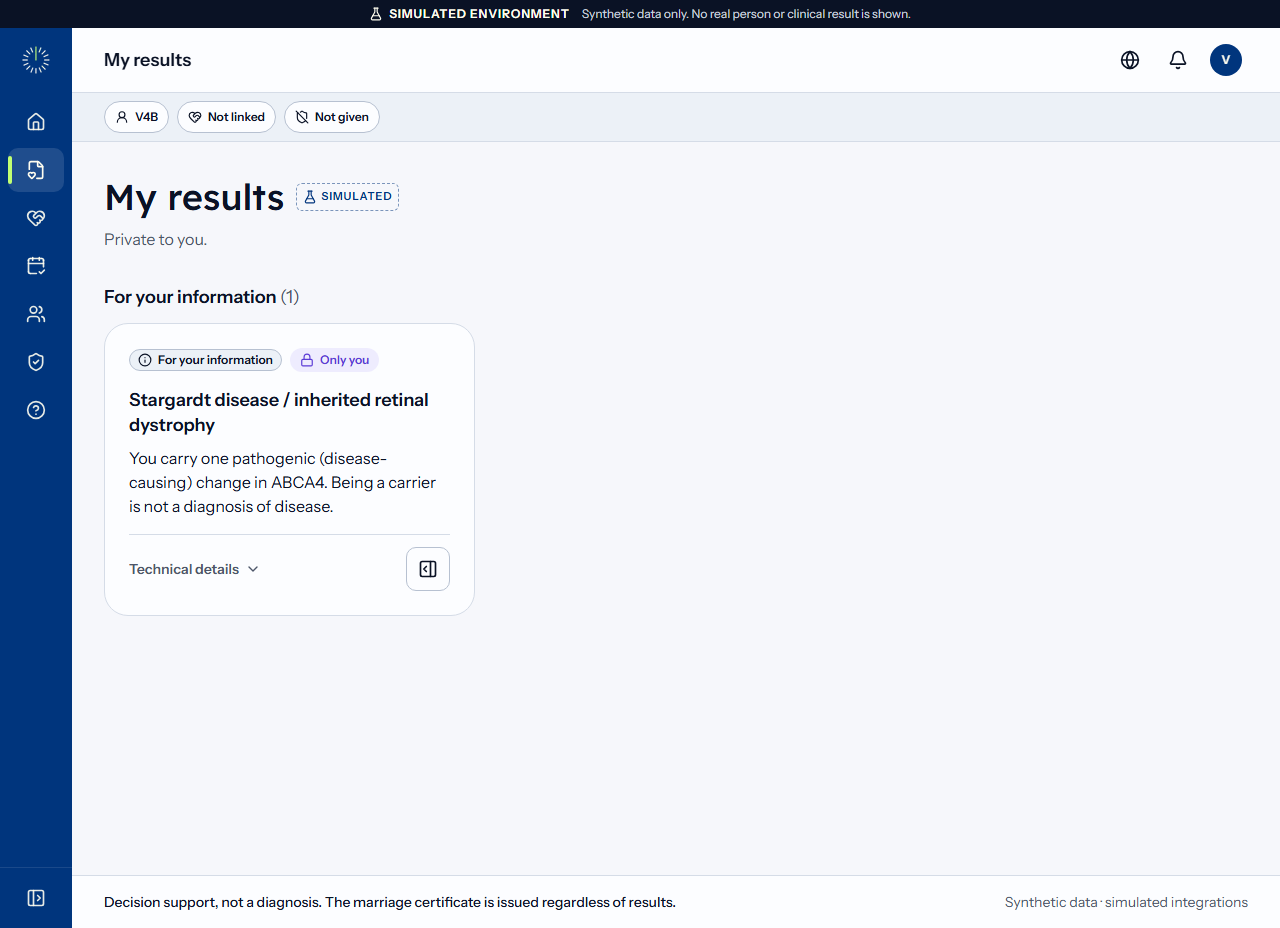 SIMULATED ENVIRONMENT Synthetic data only. No real person or clinical result is shown.
My results
V
V4B
Not linked
Not given
My results
SIMULATED
Private to you.
For your information (1)
For your information
Only you
Stargardt disease / inherited retinal
dystrophy
You carry one pathogenic (disease-
causing) change in ABCA4. Being a carrier
is not a diagnosis of disease.
Technical details
Decision support, not a diagnosis. The marriage certificate is issued regardless of results.
Synthetic data · simulated integrations